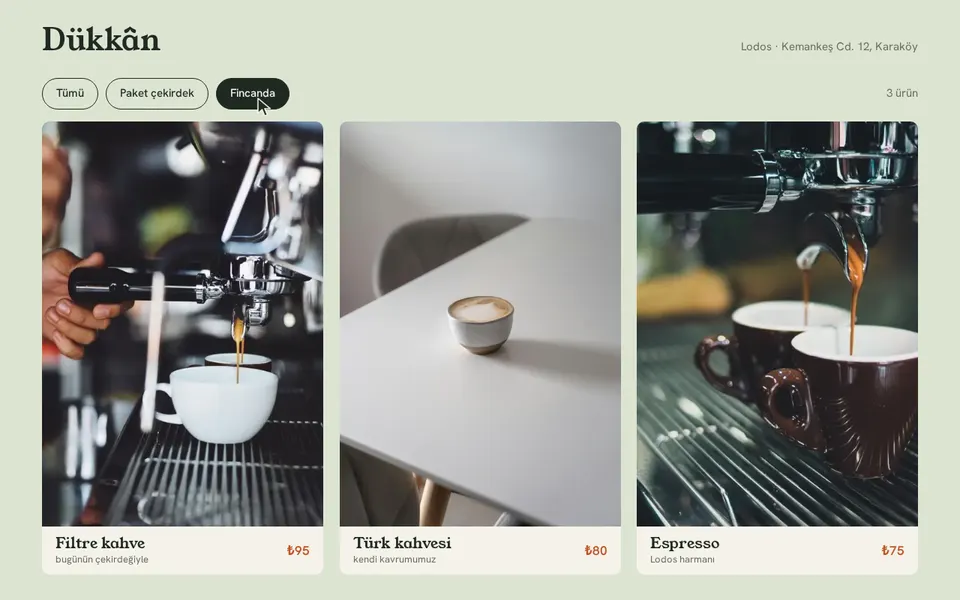 Dükkân
Lodos · Kemankeş Cd. 12, Karaköy
Tümü
Paket çekirdek
Fincanda
3 ürün
Filtre kahve
bugünün çekirdeğiyle
₺95
Türk kahvesi
kendi kavrumumuz
₺80
Espresso
Lodos harmanı
₺75